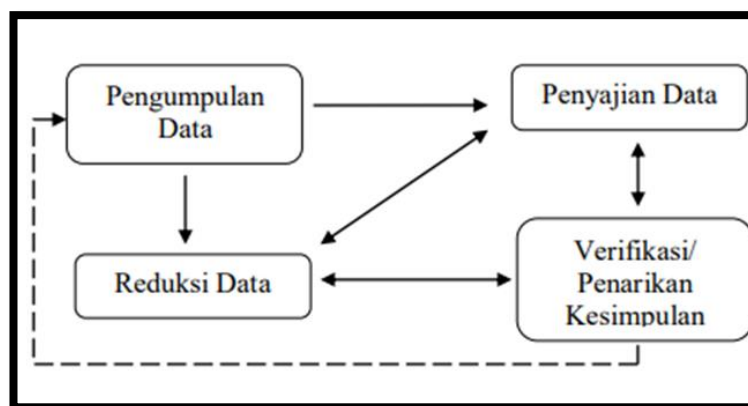 Pengumpulan
Data
Penyajian Data
Reduksi Data
Verifikasi/
Penarikan
Kesimpulan